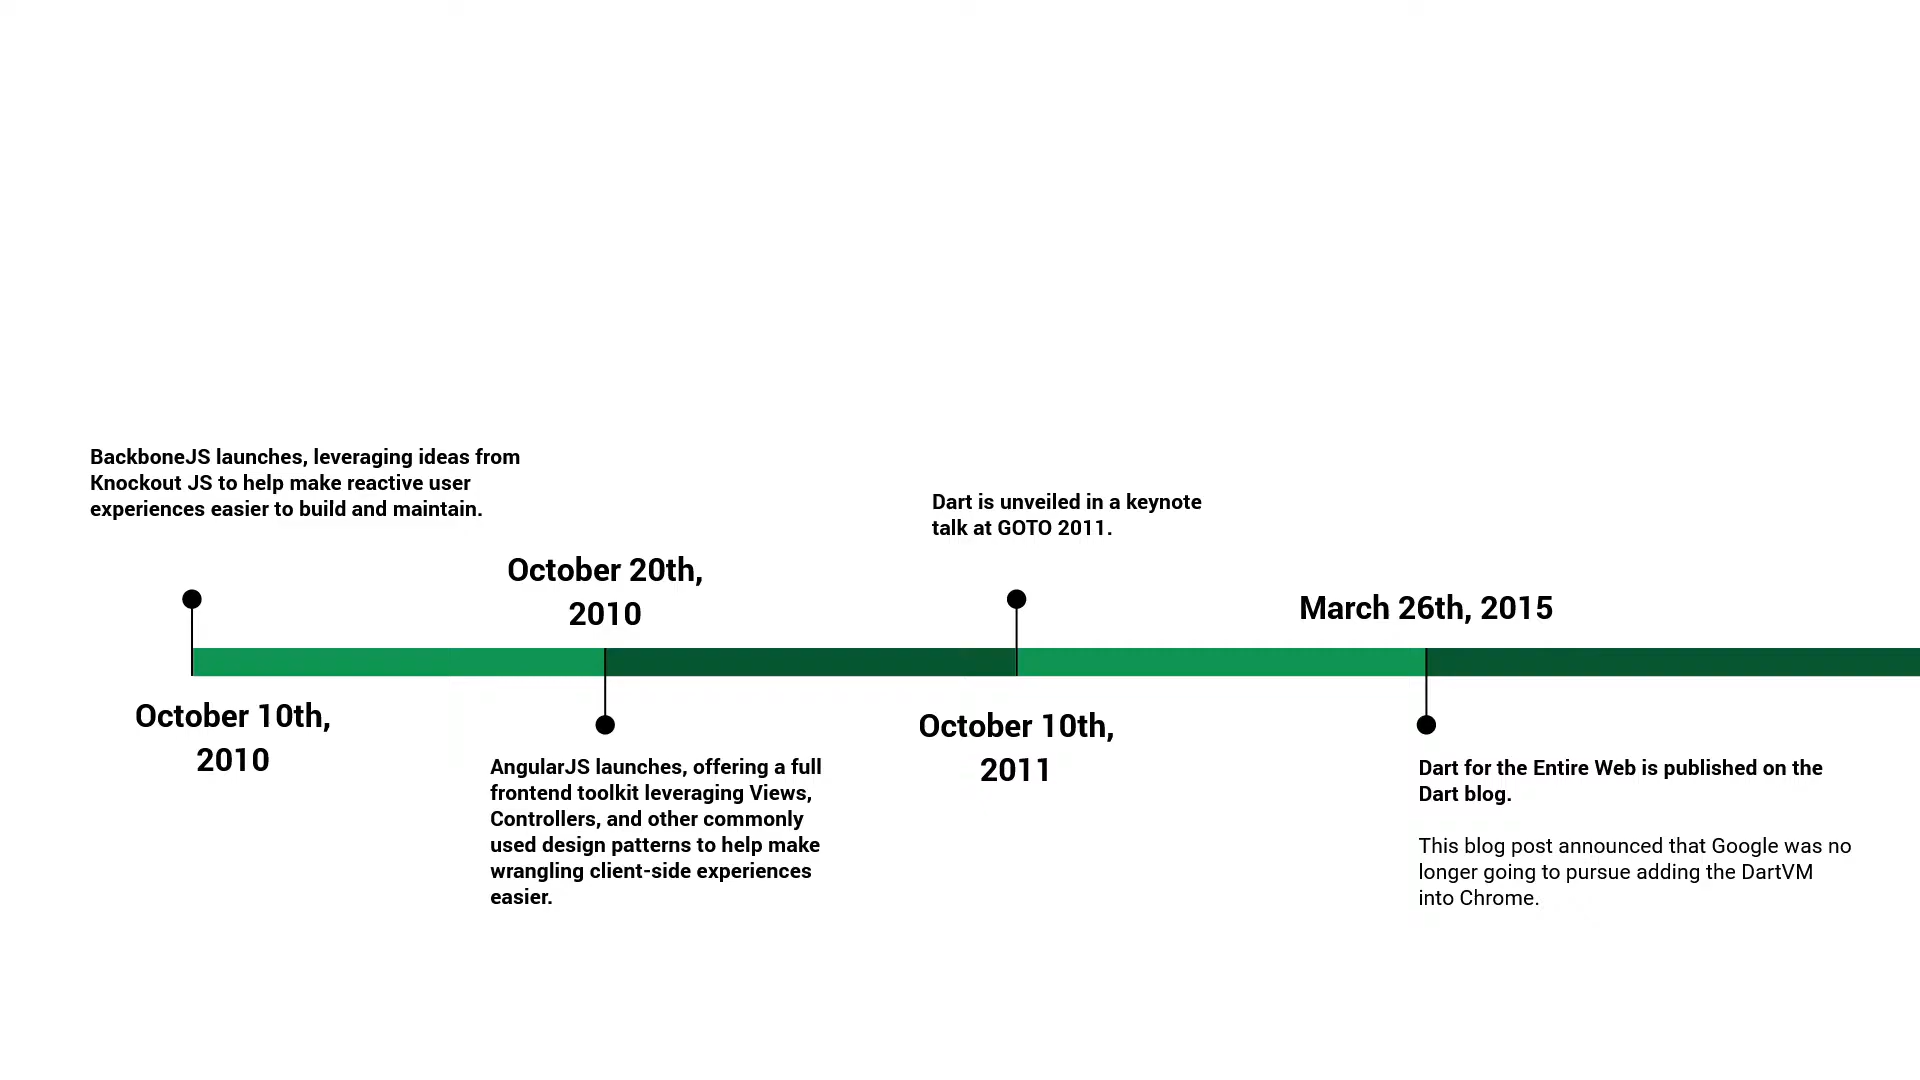 BackboneJS launches, leveraging ideas from
Knockout JS to help make reactive user
experiences easier to build and maintain.
October 10th,
2010
October 20th,
2010
AngularJS launches, offering a full
frontend toolkit leveraging Views,
Controllers, and other commonly
used design patterns to help make
wrangling client-side experiences
easier.
Dart is unveiled in a keynote
talk at GOTO 2011.
October 10th,
2011
March 26th, 2015
Dart for the Entire Web is published on the
Dart blog.
This blog post announced that Google was no
longer going to pursue adding the DartVM
into Chrome.